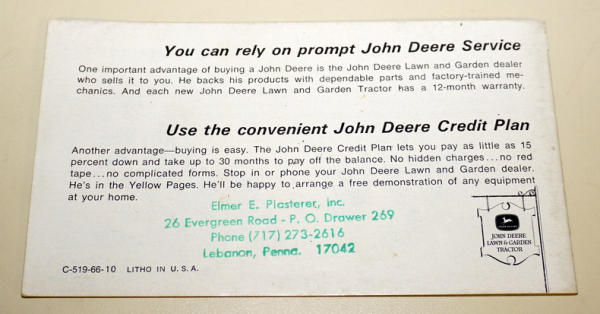 You can rely on prompt John Deere Service
One important advantage of buying a John Deere is the John Deere Lawn and Garden dealer
who sells it to you. He backs his products with dependable parts and factory-trained me-
chanics. And each new John Deere Lawn and Garden Tractor has a 12-month warranty.
Use the convenient John Deere Credit Plan
Another advantage—buying is easy. The John Deere Credit Plan lets you pay as little as 15
percent down and take up to 30 months to pay off the balance. No hidden charges...no red
tape...no complicated forms. Stop in or phone your John Deere Lawn and Garden dealer.
He's in the Yellow Pages. He'll be happy to arrange a free demonstration of any equipment
at your home.
Elmer E. Plasterer, Inc.
26 Evergreen Road - P. O. Drawer 269
Phone (717) 273-2616
Lebanon, Penna. 17042
JOHN DEERE
LAWN & GARDEN
TRACTOR
C-519-66-10 LITHO IN U.S.A.